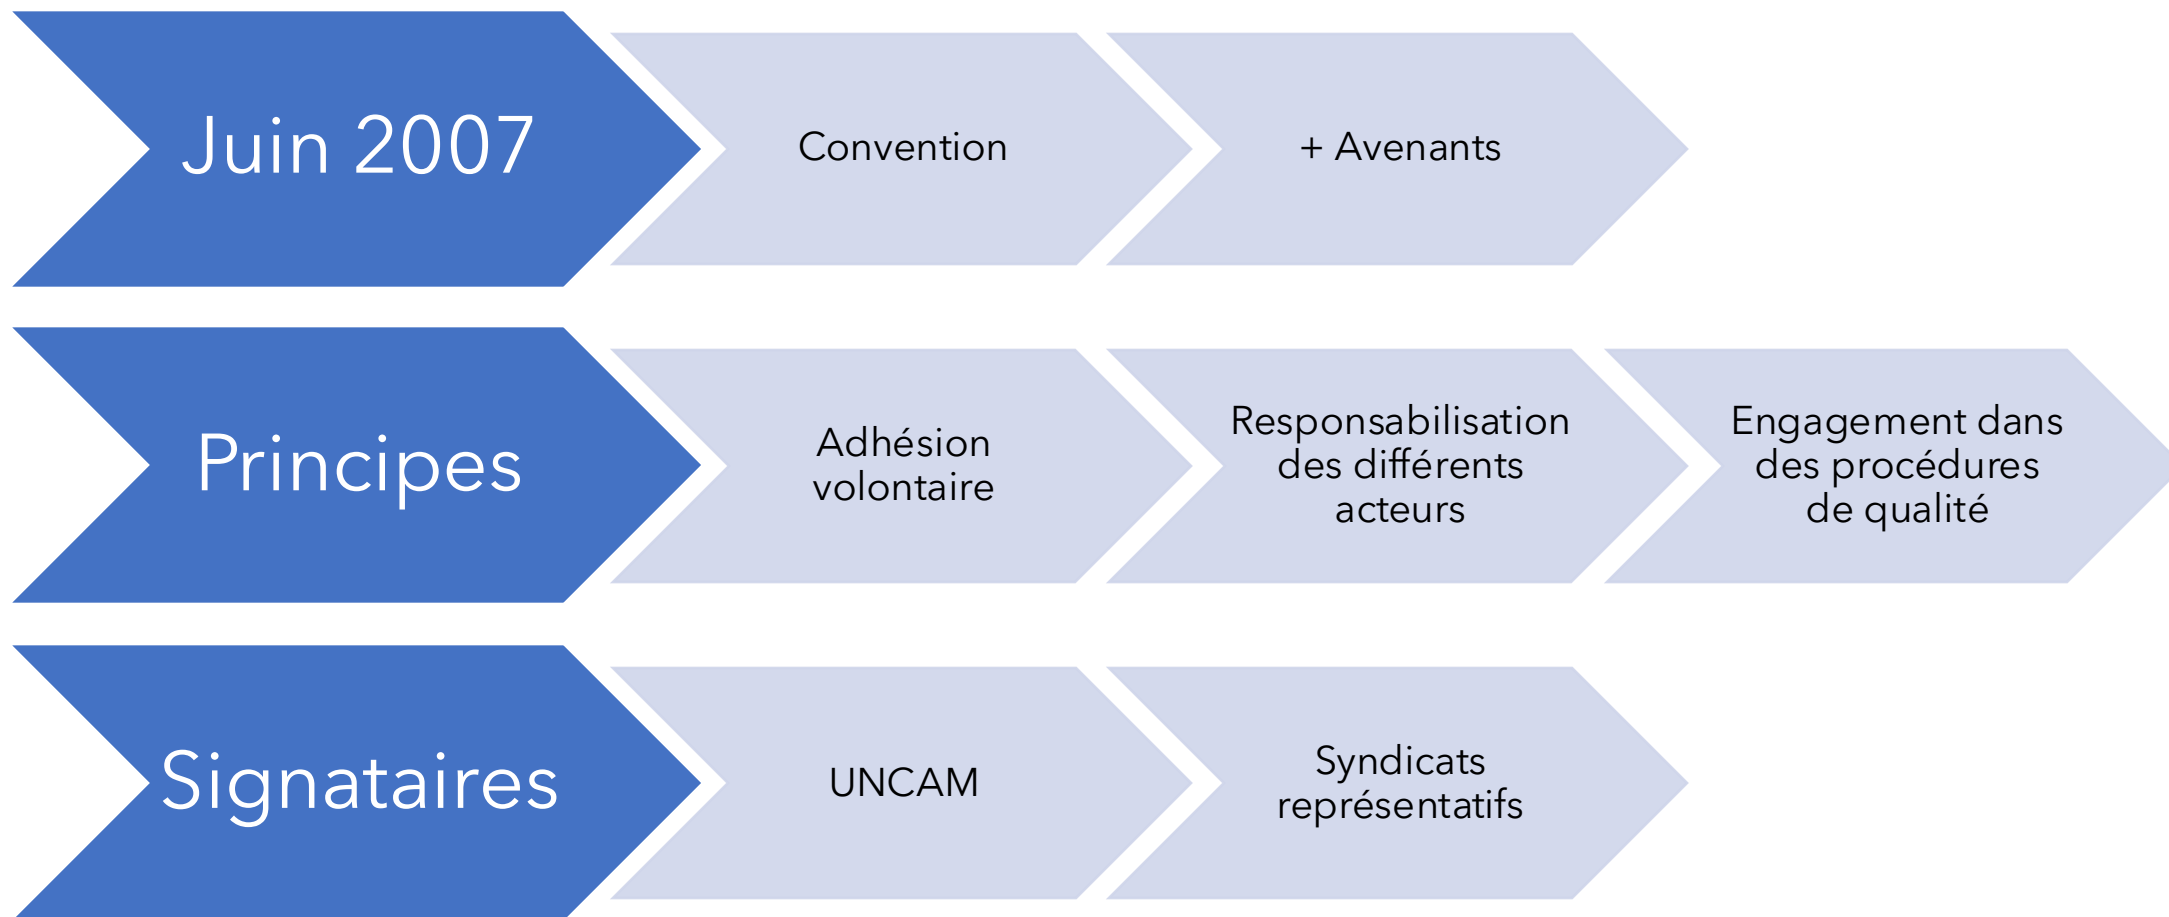 Juin 2007
Convention
+ Avenants
Principes
Adhésion
volontaire
Responsabilisation
des différents
acteurs
Engagement dans
des procédures
de qualité
Signataires
UNCAM
Syndicats
représentatifs